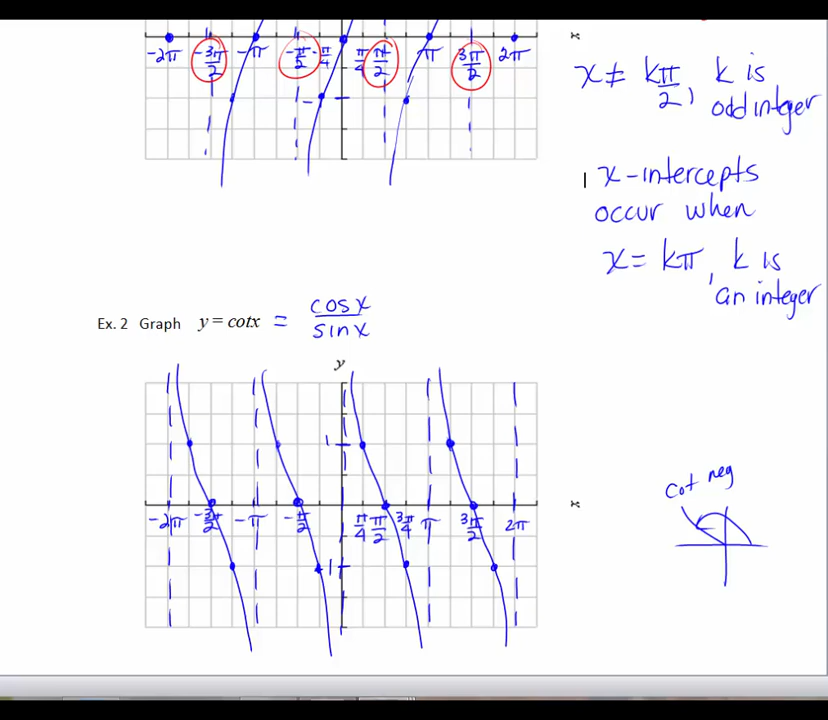 x
-2π -3π/2 -π -π/2 -π/4 π/4 π/2 π 3π/2 2π
x ≠ kπ/2, k is
odd integer
x-intercepts
occur when
x = kπ, k is
an integer
Ex. 2 Graph y = cotx = cosx/sinx
y
1
x
-2π -3π/2 -π -π/2 π/4 π/2 3π/4 π 3π/2 2π
-1
cot neg